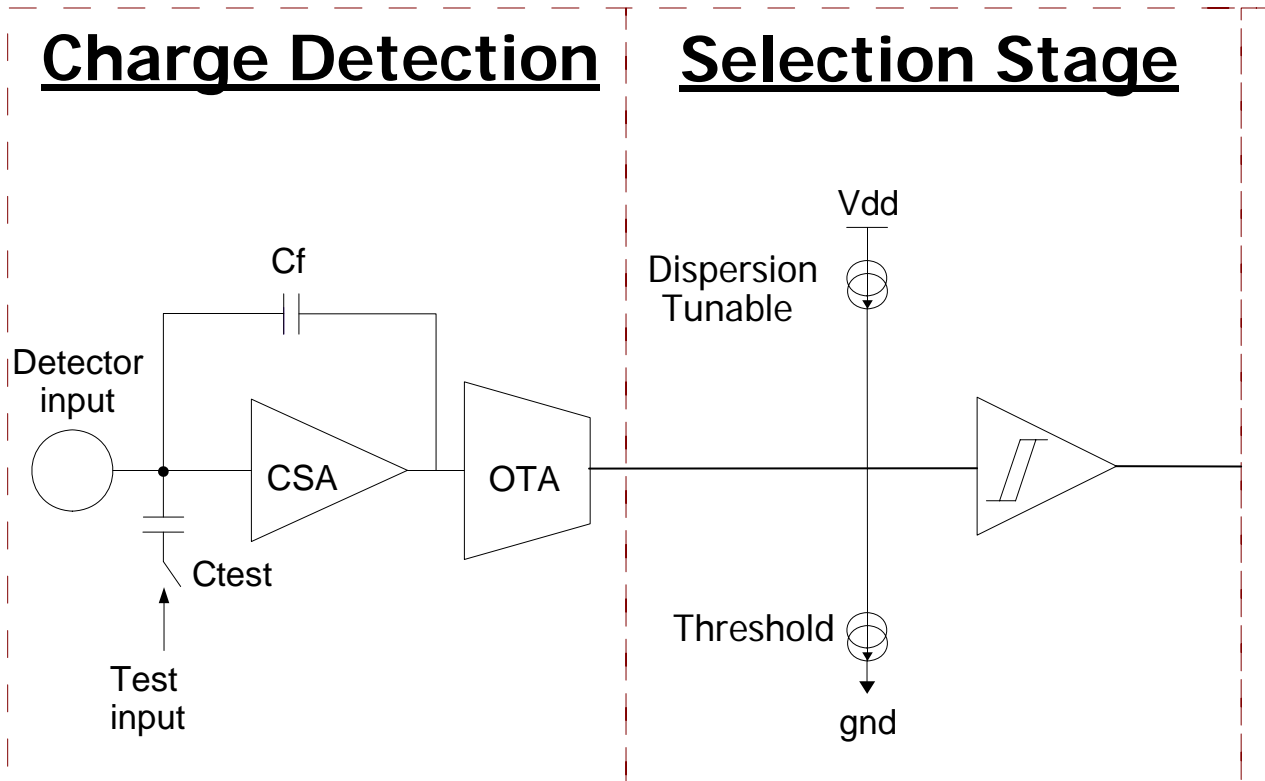 Charge Detection
Selection Stage
Vdd
Cf
Dispersion
Tunable
Detector
input
CSA
OTA
Ctest
Threshold
Test
input
gnd